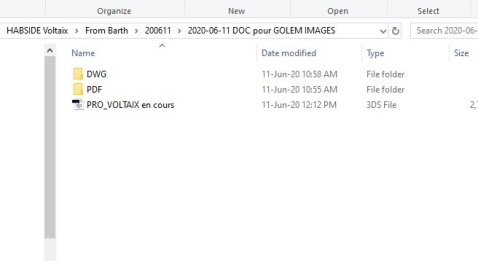 Organize New Open Select
HABSIDE Voltaix › From Barth › 200611 › 2020-06-11 DOC pour GOLEM IMAGES Search 2020-06-
Name Date modified Type Size
DWG 11-Jun-20 10:58 AM File folder
PDF 11-Jun-20 10:55 AM File folder
PRO_VOLTAIX en cours 11-Jun-20 12:12 PM 3DS File 2,